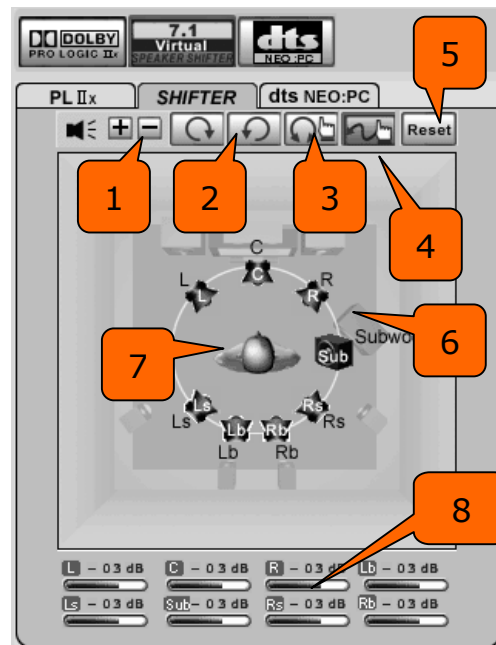 DOLBY
PRO LOGIC IIx
7.1
Virtual
SPEAKER SHIFTER
dts
NEO:PC
5
PL IIx
SHIFTER
dts NEO:PC
Reset
1
2
3
4
C
C
L
L
R
R
6
Subwo
Sub
7
Ls
Ls
Lb
Lb
Rb
Rb
Rs
Rs
8
L - 03 dB
C - 03 dB
R - 03 dB
Lb - 03 dB
Ls - 03 dB
Sub - 03 dB
Rs - 03 dB
Rb - 03 dB